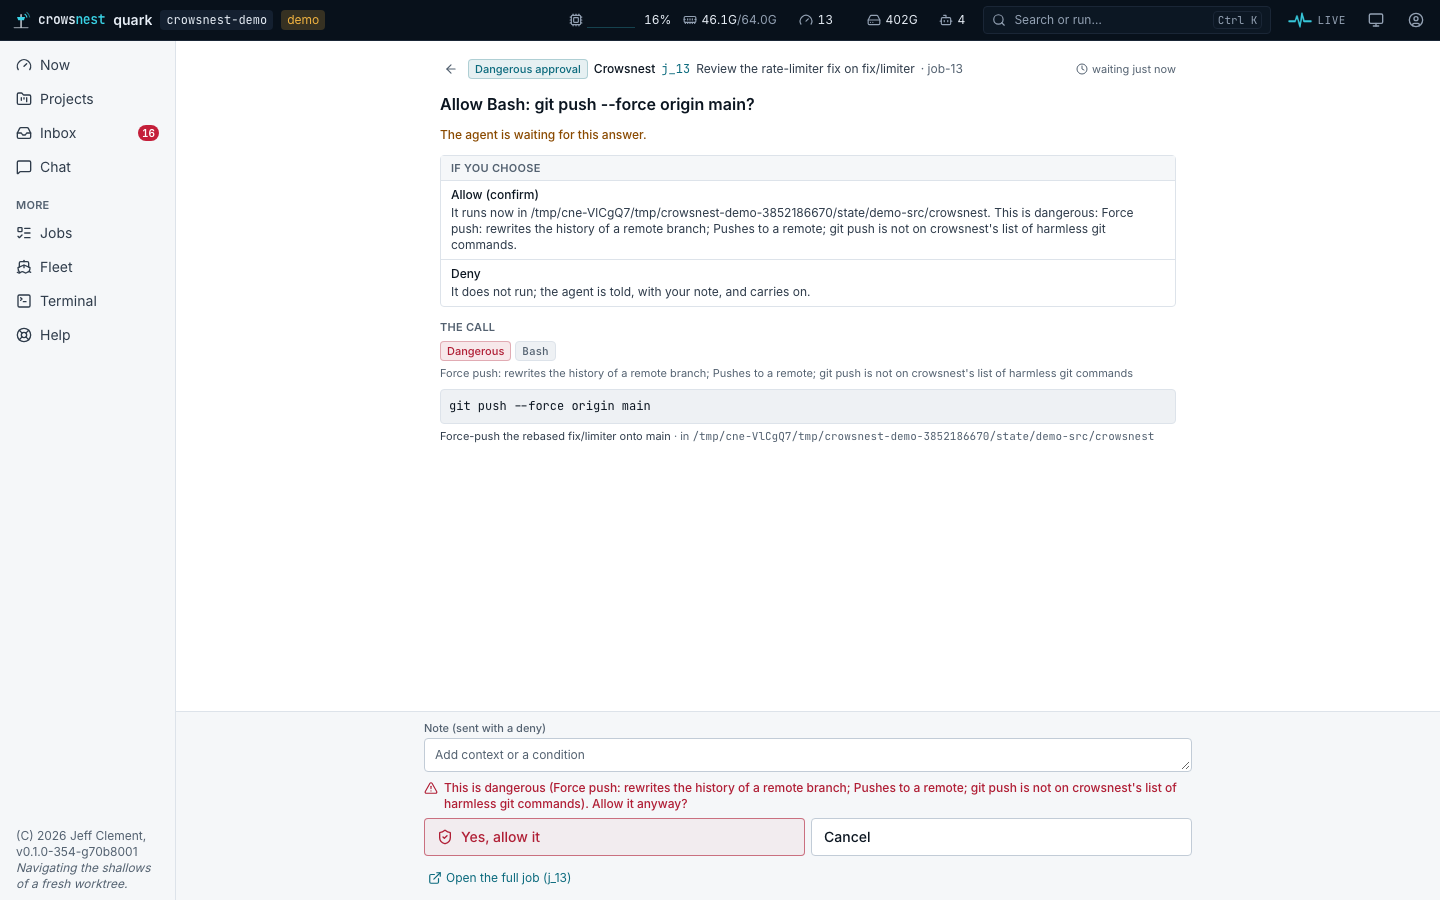 crowsnest quark crowsnest-demo demo 16% 46.1G/64.0G 13 402G 4 Search or run... Ctrl K LIVE
Now
Projects
Inbox 16
Chat
MORE
Jobs
Fleet
Terminal
Help
(C) 2026 Jeff Clement,
v0.1.0-354-g70b8001
Navigating the shallows
of a fresh worktree.
Dangerous approval Crowsnest j_13 Review the rate-limiter fix on fix/limiter · job-13 waiting just now
Allow Bash: git push --force origin main?
The agent is waiting for this answer.
IF YOU CHOOSE
Allow (confirm)
It runs now in /tmp/cne-VlCgQ7/tmp/crowsnest-demo-3852186670/state/demo-src/crowsnest. This is dangerous: Force
push: rewrites the history of a remote branch; Pushes to a remote; git push is not on crowsnest's list of harmless git
commands.
Deny
It does not run; the agent is told, with your note, and carries on.
THE CALL
Dangerous Bash
Force push: rewrites the history of a remote branch; Pushes to a remote; git push is not on crowsnest's list of harmless git commands
git push --force origin main
Force-push the rebased fix/limiter onto main · in /tmp/cne-VlCgQ7/tmp/crowsnest-demo-3852186670/state/demo-src/crowsnest
Note (sent with a deny)
Add context or a condition
This is dangerous (Force push: rewrites the history of a remote branch; Pushes to a remote; git push is not on crowsnest's list of
harmless git commands). Allow it anyway?
Yes, allow it
Cancel
Open the full job (j_13)